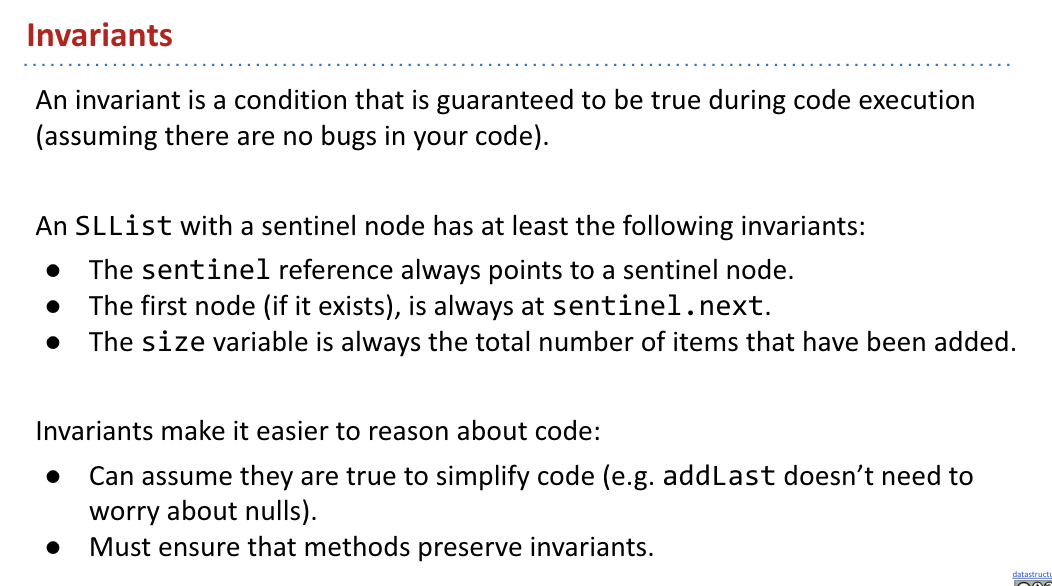 Invariants
An invariant is a condition that is guaranteed to be true during code execution
(assuming there are no bugs in your code).
An SLList with a sentinel node has at least the following invariants:
● The sentinel reference always points to a sentinel node.
● The first node (if it exists), is always at sentinel.next.
● The size variable is always the total number of items that have been added.
Invariants make it easier to reason about code:
● Can assume they are true to simplify code (e.g. addLast doesn’t need to
worry about nulls).
● Must ensure that methods preserve invariants.